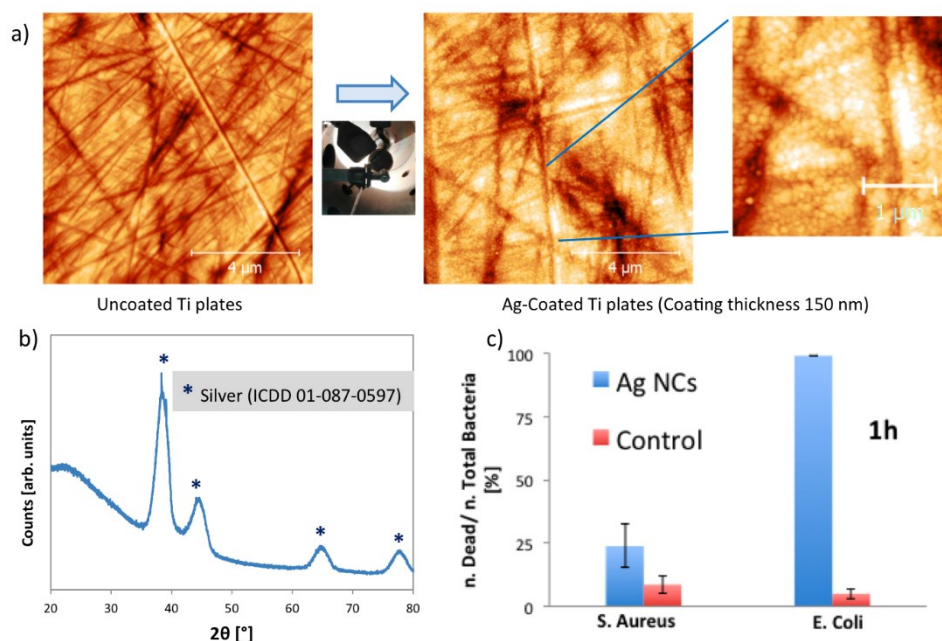 a)
4 µm
4 µm
1 µm
Uncoated Ti plates
Ag-Coated Ti plates (Coating thickness 150 nm)
b)
*
* Silver (ICDD 01-087-0597)
*
*
*
Counts [arb. units]
20 30 40 50 60 70 80
2θ [°]
c)
n. Dead/ n. Total Bacteria
[%]
100
75
50
25
0
Ag NCs
Control
1h
S. Aureus
E. Coli